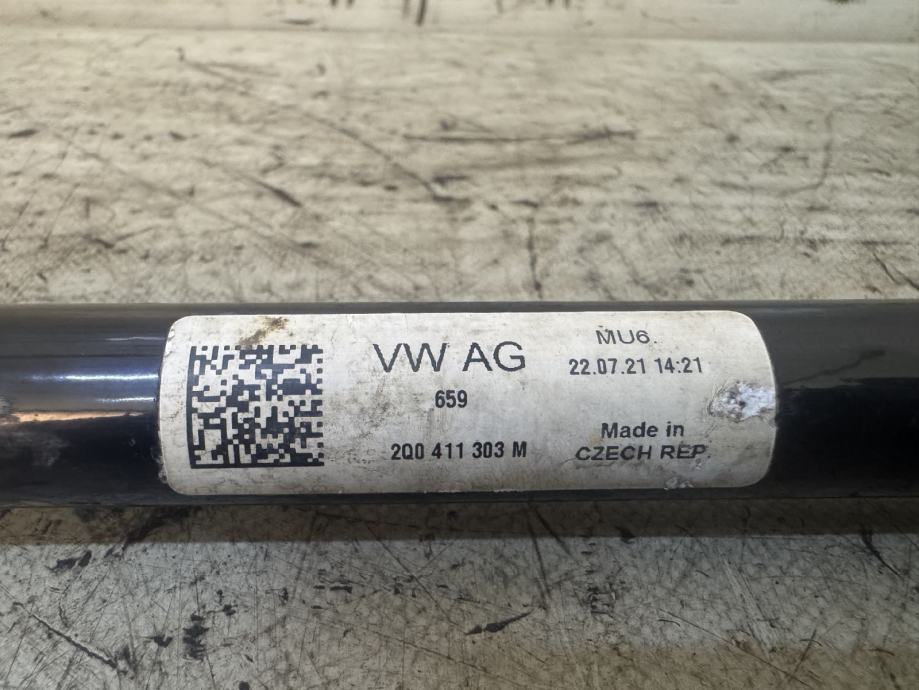 VW AG
659
2Q0 411 303 M
MU6.
22.07.21 14:21
Made in
CZECH REP.